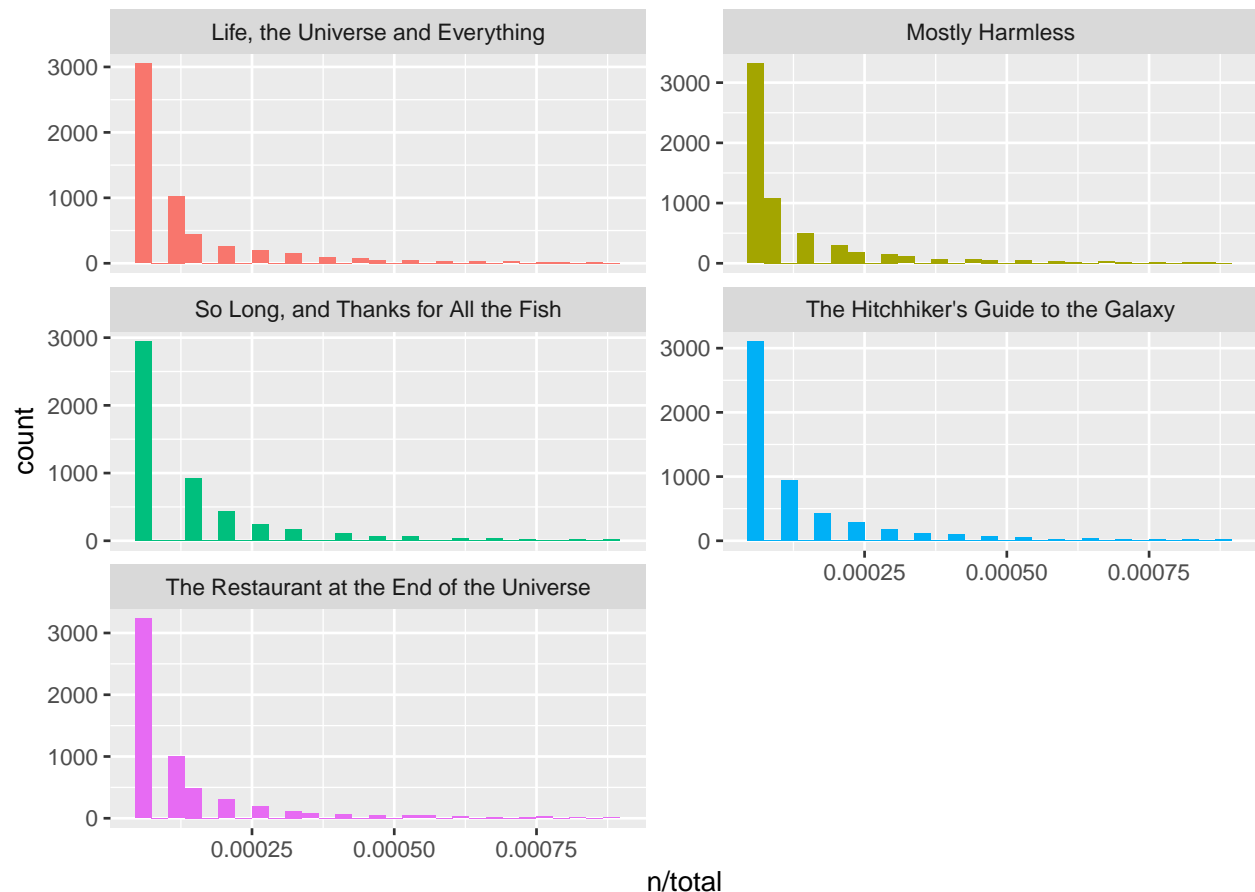 Life, the Universe and Everything
Mostly Harmless
3000
2000
1000
0
3000
2000
1000
0
So Long, and Thanks for All the Fish
The Hitchhiker's Guide to the Galaxy
3000
2000
1000
0
3000
2000
1000
0
0.00025 0.00050 0.00075
The Restaurant at the End of the Universe
3000
2000
1000
0
0.00025 0.00050 0.00075
count
n/total